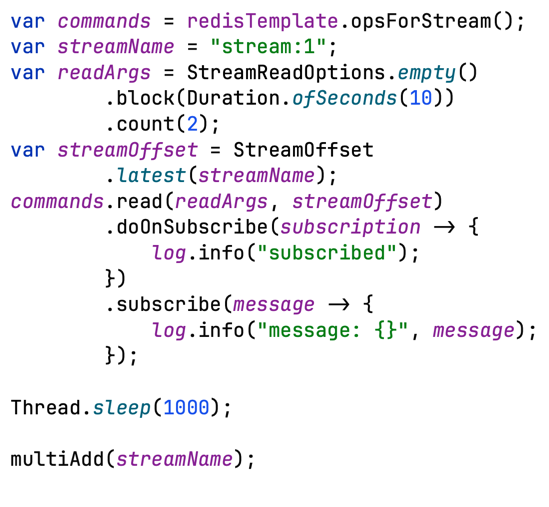 var commands = redisTemplate.opsForStream();
var streamName = "stream:1";
var readArgs = StreamReadOptions.empty()
        .block(Duration.ofSeconds(10))
        .count(2);
var streamOffset = StreamOffset
        .latest(streamName);
commands.read(readArgs, streamOffset)
        .doOnSubscribe(subscription -> {
            log.info("subscribed");
        })
        .subscribe(message -> {
            log.info("message: {}", message);
        });

Thread.sleep(1000);

multiAdd(streamName);